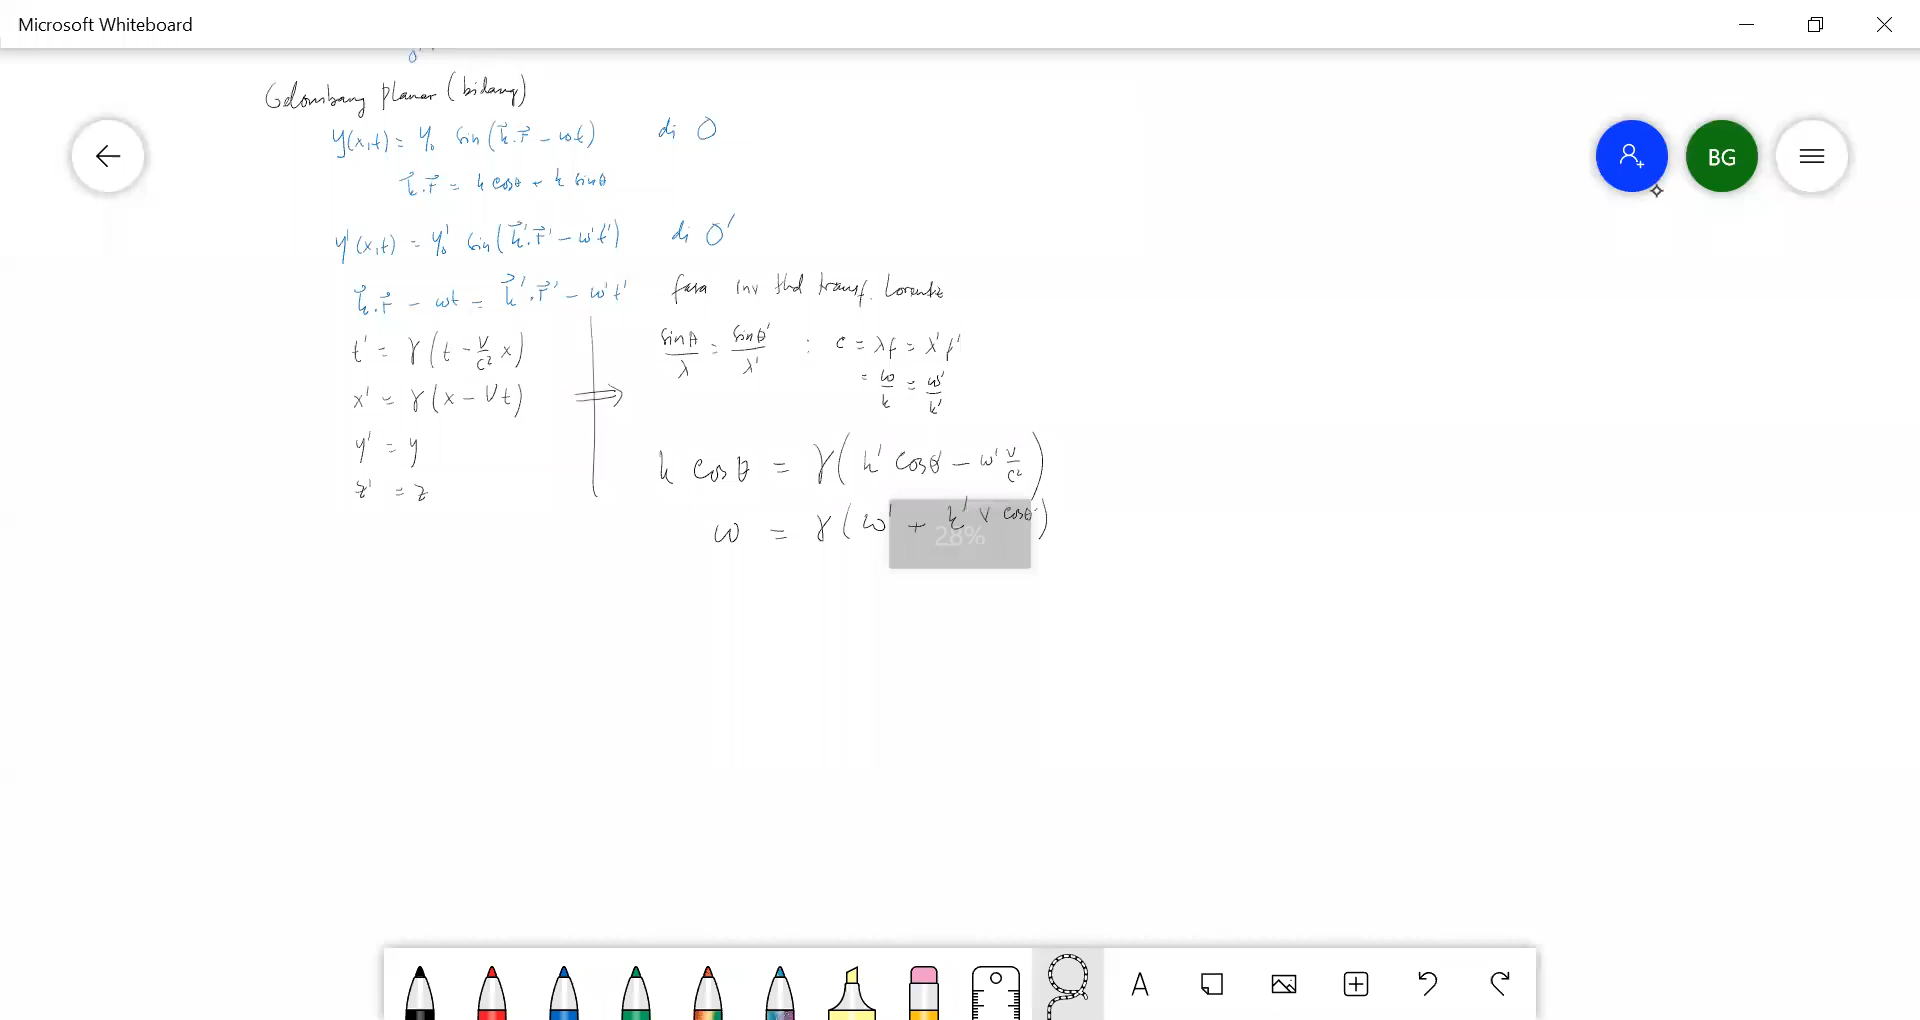 Microsoft Whiteboard
Gelombang planar (bidang)
y(x,t) = y₀ sin(k⃗.r⃗ - ωt) di O
k⃗.r⃗ = k cosθ + k sinθ
y'(x,t) = y₀' sin(k⃗'.r⃗' - ω't') di O'
k⃗.r⃗ - ωt = k⃗'.r⃗' - ω't' fasa inv thd transf. Lorentz
t' = γ(t - v/c² x)
x' = γ(x - Vt)
y' = y
z' = z
⇒
sinθ/λ = sinθ'/λ' : c = λf = λ'f'
= ω/k = ω'/k'
k cosθ = γ(k' cosθ' - ω' v/c²)
ω = γ(ω' + k' v cosθ')
28%
BG
A